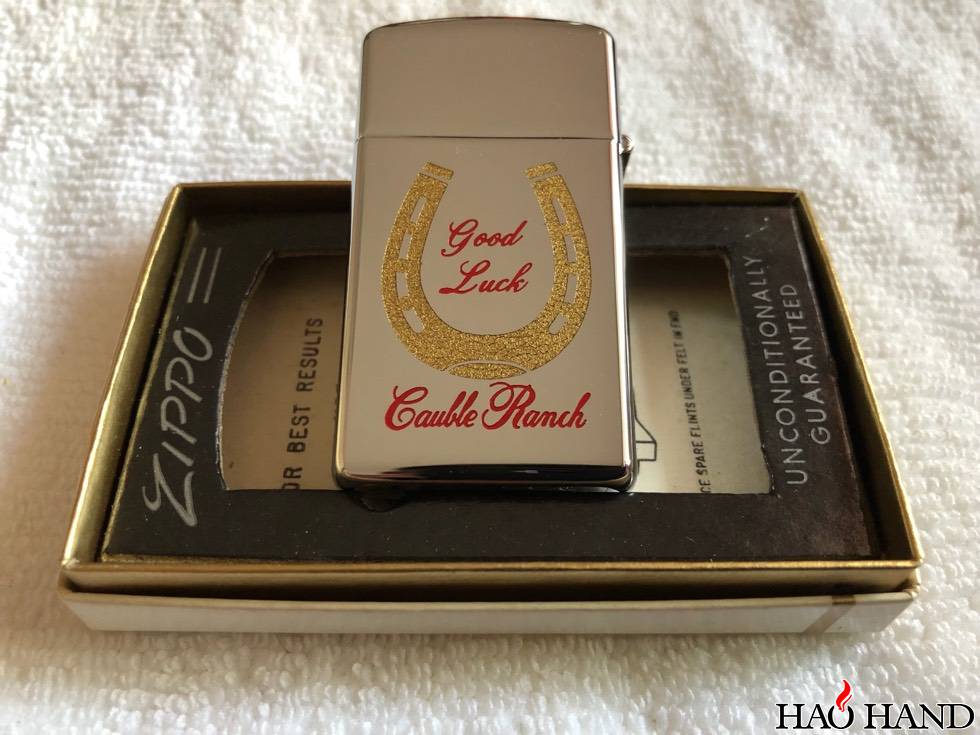 Good
Luck
Cauble Ranch
ZIPPO
OR BEST RESULTS
CE SPARE FLINTS UNDER FELT IN END
UNCONDITIONALLY
GUARANTEED
HAO HAND